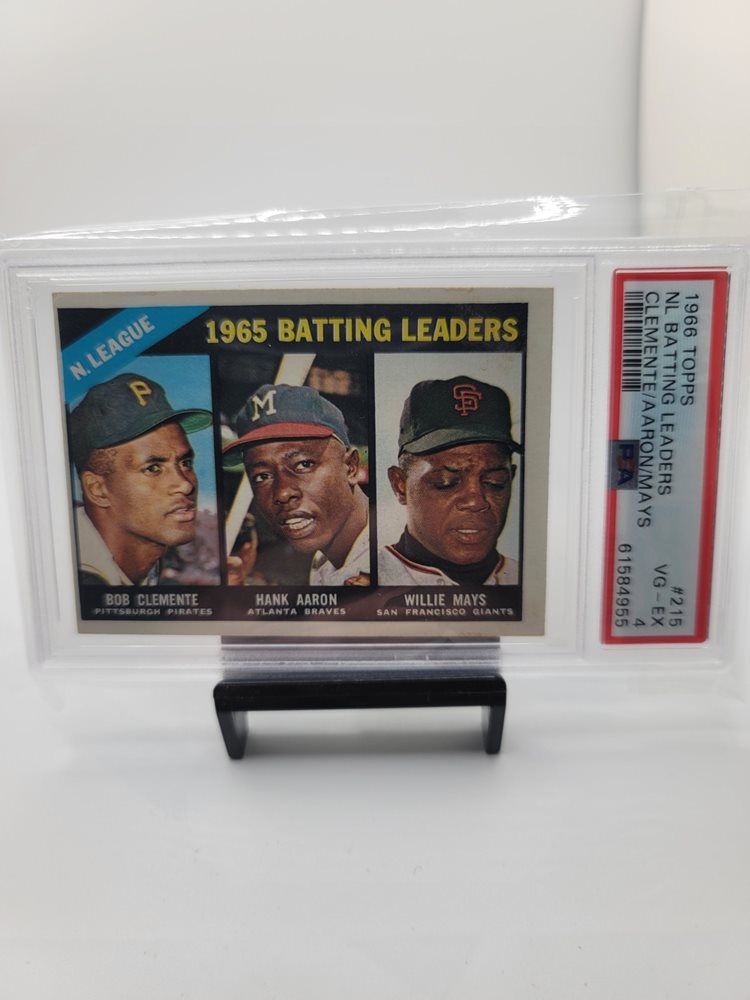 N. LEAGUE
1965 BATTING LEADERS
P
M
SF
BOB CLEMENTE
PITTSBURGH PIRATES
HANK AARON
ATLANTA BRAVES
WILLIE MAYS
SAN FRANCISCO GIANTS
1966 TOPPS #215
NL BATTING LEADERS VG-EX
CLEMENTE/AARON/MAYS 4
PSA 61584955